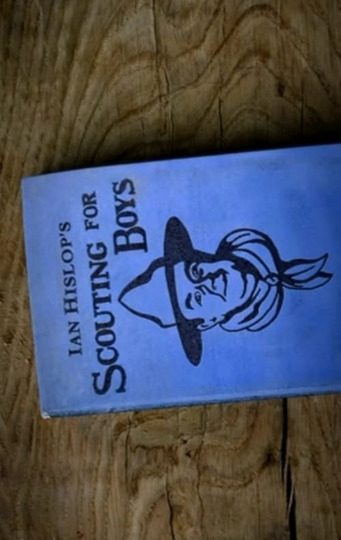 IAN HISLOP'S
SCOUTING FOR
BOYS